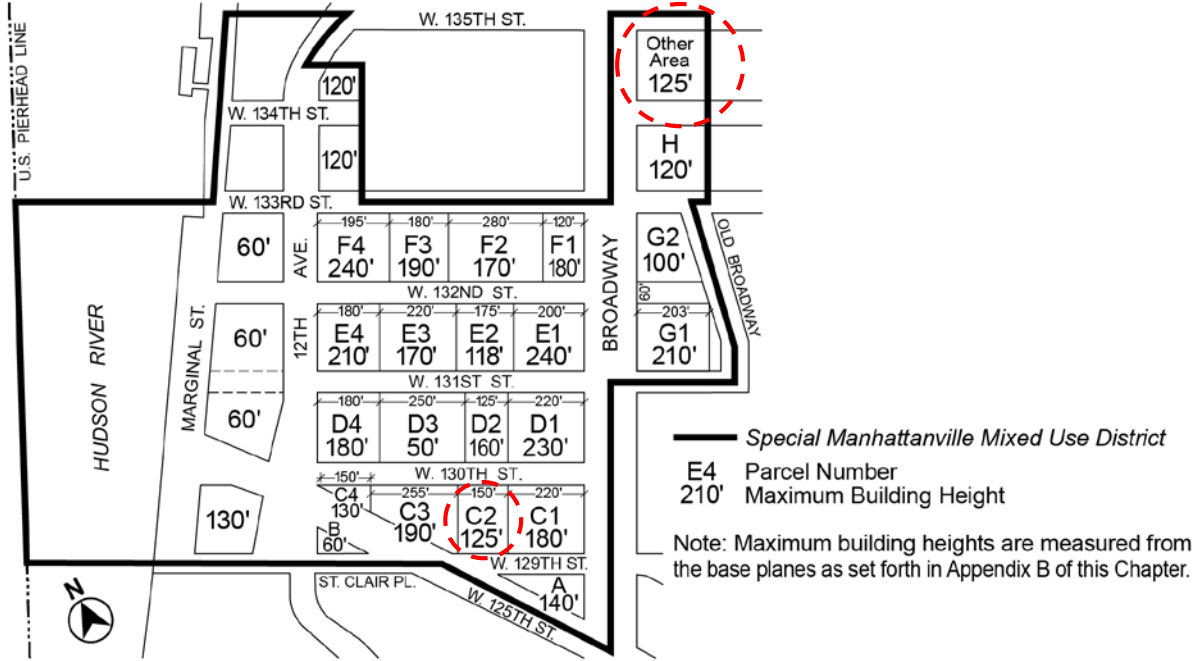 W. 135TH ST.
U.S. PIERHEAD LINE
Other
Area
125'
120'
W. 134TH ST.
120'
H
120'
W. 133RD ST.
60'
12TH AVE.
195' 180' 280' 120'
F4 F3 F2 F1
240' 190' 170' 180'
BROADWAY
G2
100'
OLD BROADWAY
W. 132ND ST.
60'
HUDSON RIVER
MARGINAL ST.
60'
180' 220' 175' 200'
E4 E3 E2 E1
210' 170' 118' 240'
203'
G1
210'
W. 131ST ST.
60'
180' 250' 125' 220'
D4 D3 D2 D1
180' 50' 160' 230'
W. 130TH ST.
130'
150'
C4
130'
255' 150' 220'
C3 C2 C1
190' 125' 180'
B
60'
W. 129TH ST.
ST. CLAIR PL.
A
140'
W. 125TH ST.
N
Special Manhattanville Mixed Use District
E4 Parcel Number
210' Maximum Building Height
Note: Maximum building heights are measured from
the base planes as set forth in Appendix B of this Chapter.